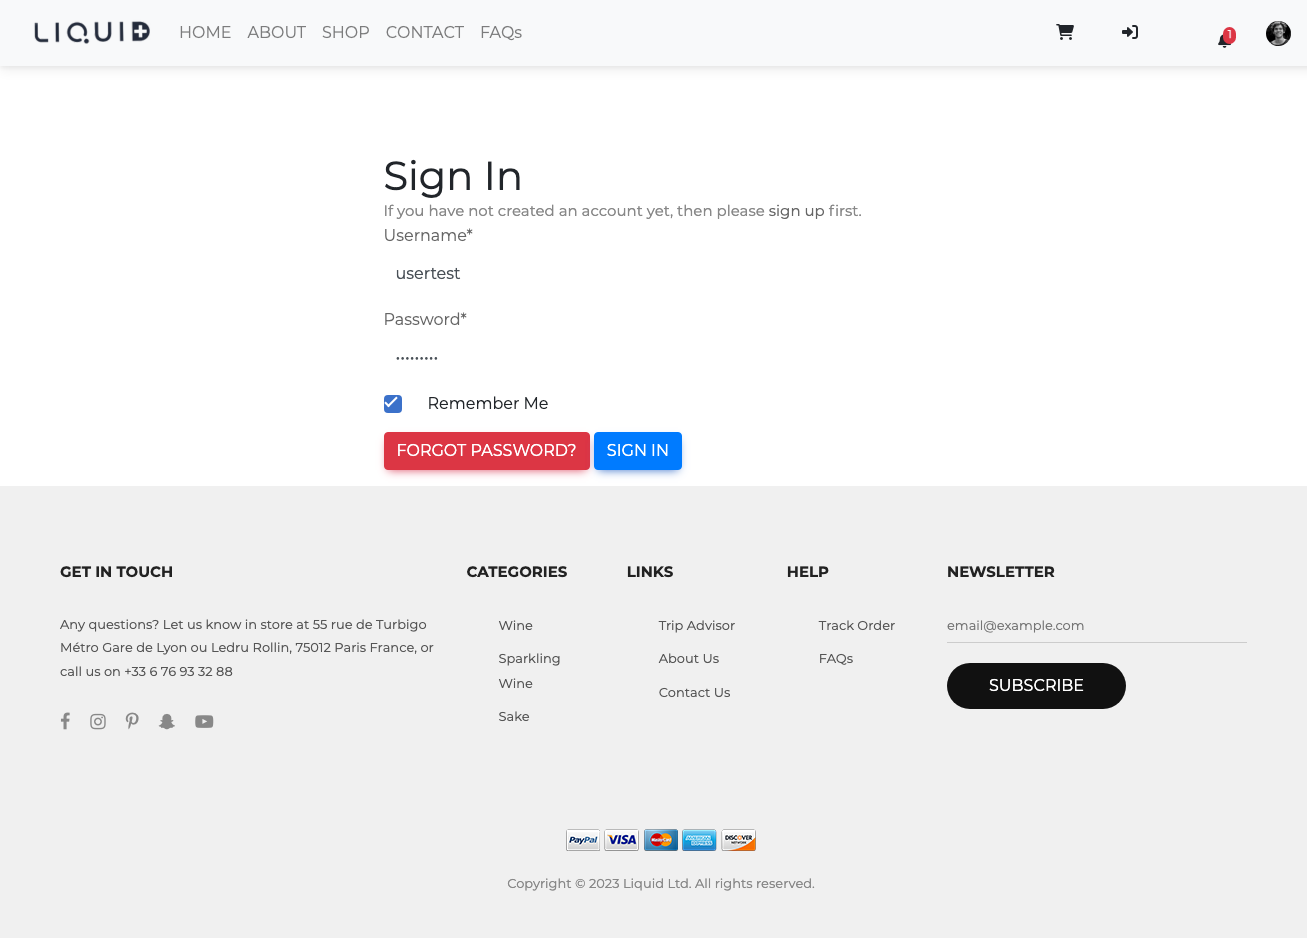 LIQUID HOME ABOUT SHOP CONTACT FAQs 1
Sign In
If you have not created an account yet, then please sign up first.
Username*
usertest
Password*
•••••••••
Remember Me
FORGOT PASSWORD? SIGN IN
GET IN TOUCH
Any questions? Let us know in store at 55 rue de Turbigo
Métro Gare de Lyon ou Ledru Rollin, 75012 Paris France, or
call us on +33 6 76 93 32 88
CATEGORIES
Wine
Sparkling
Wine
Sake
LINKS
Trip Advisor
About Us
Contact Us
HELP
Track Order
FAQs
NEWSLETTER
email@example.com
SUBSCRIBE
PayPal VISA MasterCard AMERICAN EXPRESS DISCOVER NETWORK
Copyright © 2023 Liquid Ltd. All rights reserved.